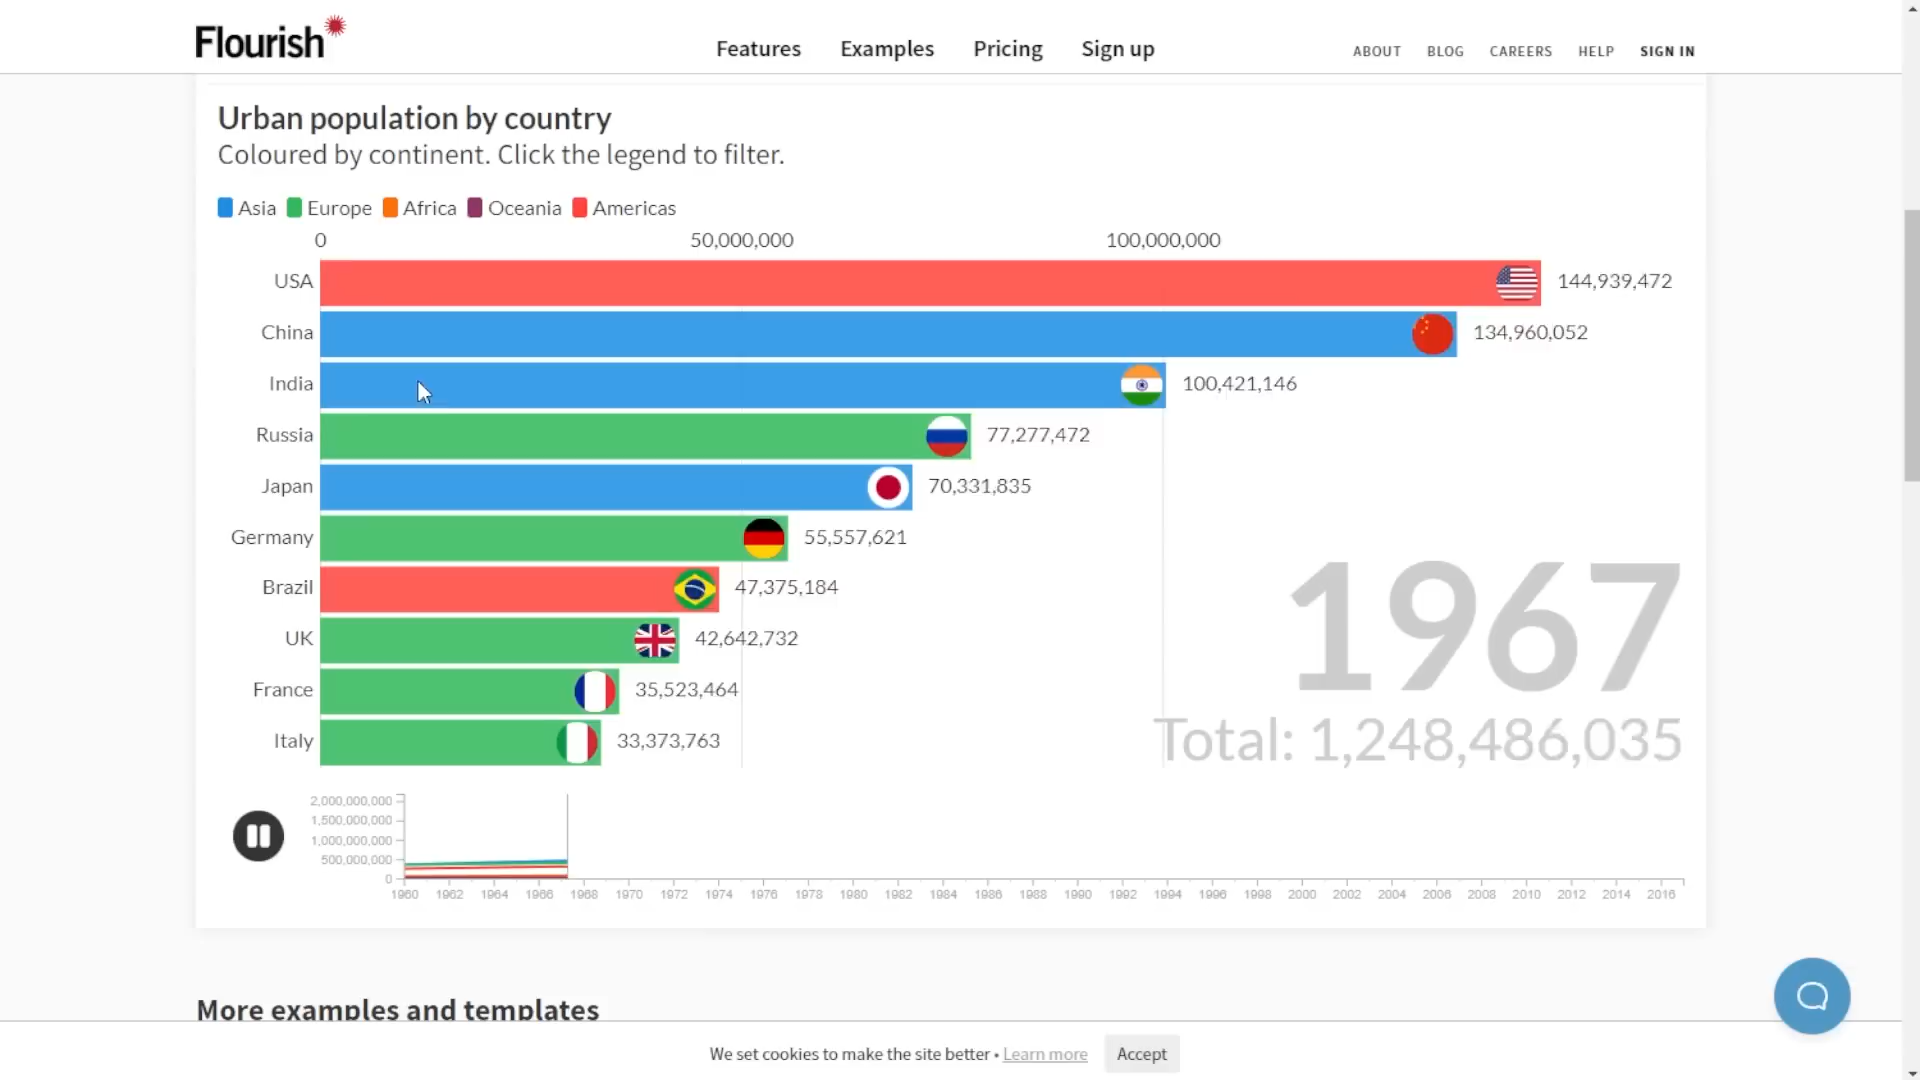 Flourish
Features Examples Pricing Sign up
ABOUT BLOG CAREERS HELP SIGN IN
Urban population by country
Coloured by continent. Click the legend to filter.
Asia Europe Africa Oceania Americas
0 50,000,000 100,000,000
USA 144,939,472
China 134,960,052
India 100,421,146
Russia 77,277,472
Japan 70,331,835
Germany 55,557,621
Brazil 47,375,184
UK 42,642,732
France 35,523,464
Italy 33,373,763
1967
Total: 1,248,486,035
2,000,000,000
1,500,000,000
1,000,000,000
500,000,000
0
1960 1962 1964 1966 1968 1970 1972 1974 1976 1978 1980 1982 1984 1986 1988 1990 1992 1994 1996 1998 2000 2002 2004 2006 2008 2010 2012 2014 2016
More examples and templates
We set cookies to make the site better • Learn more Accept